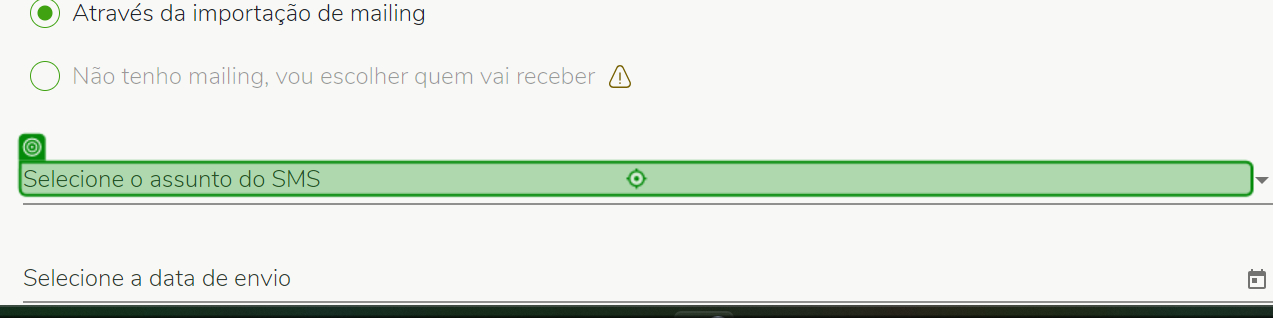 Através da importação de mailing
Não tenho mailing, vou escolher quem vai receber
Selecione o assunto do SMS
Selecione a data de envio